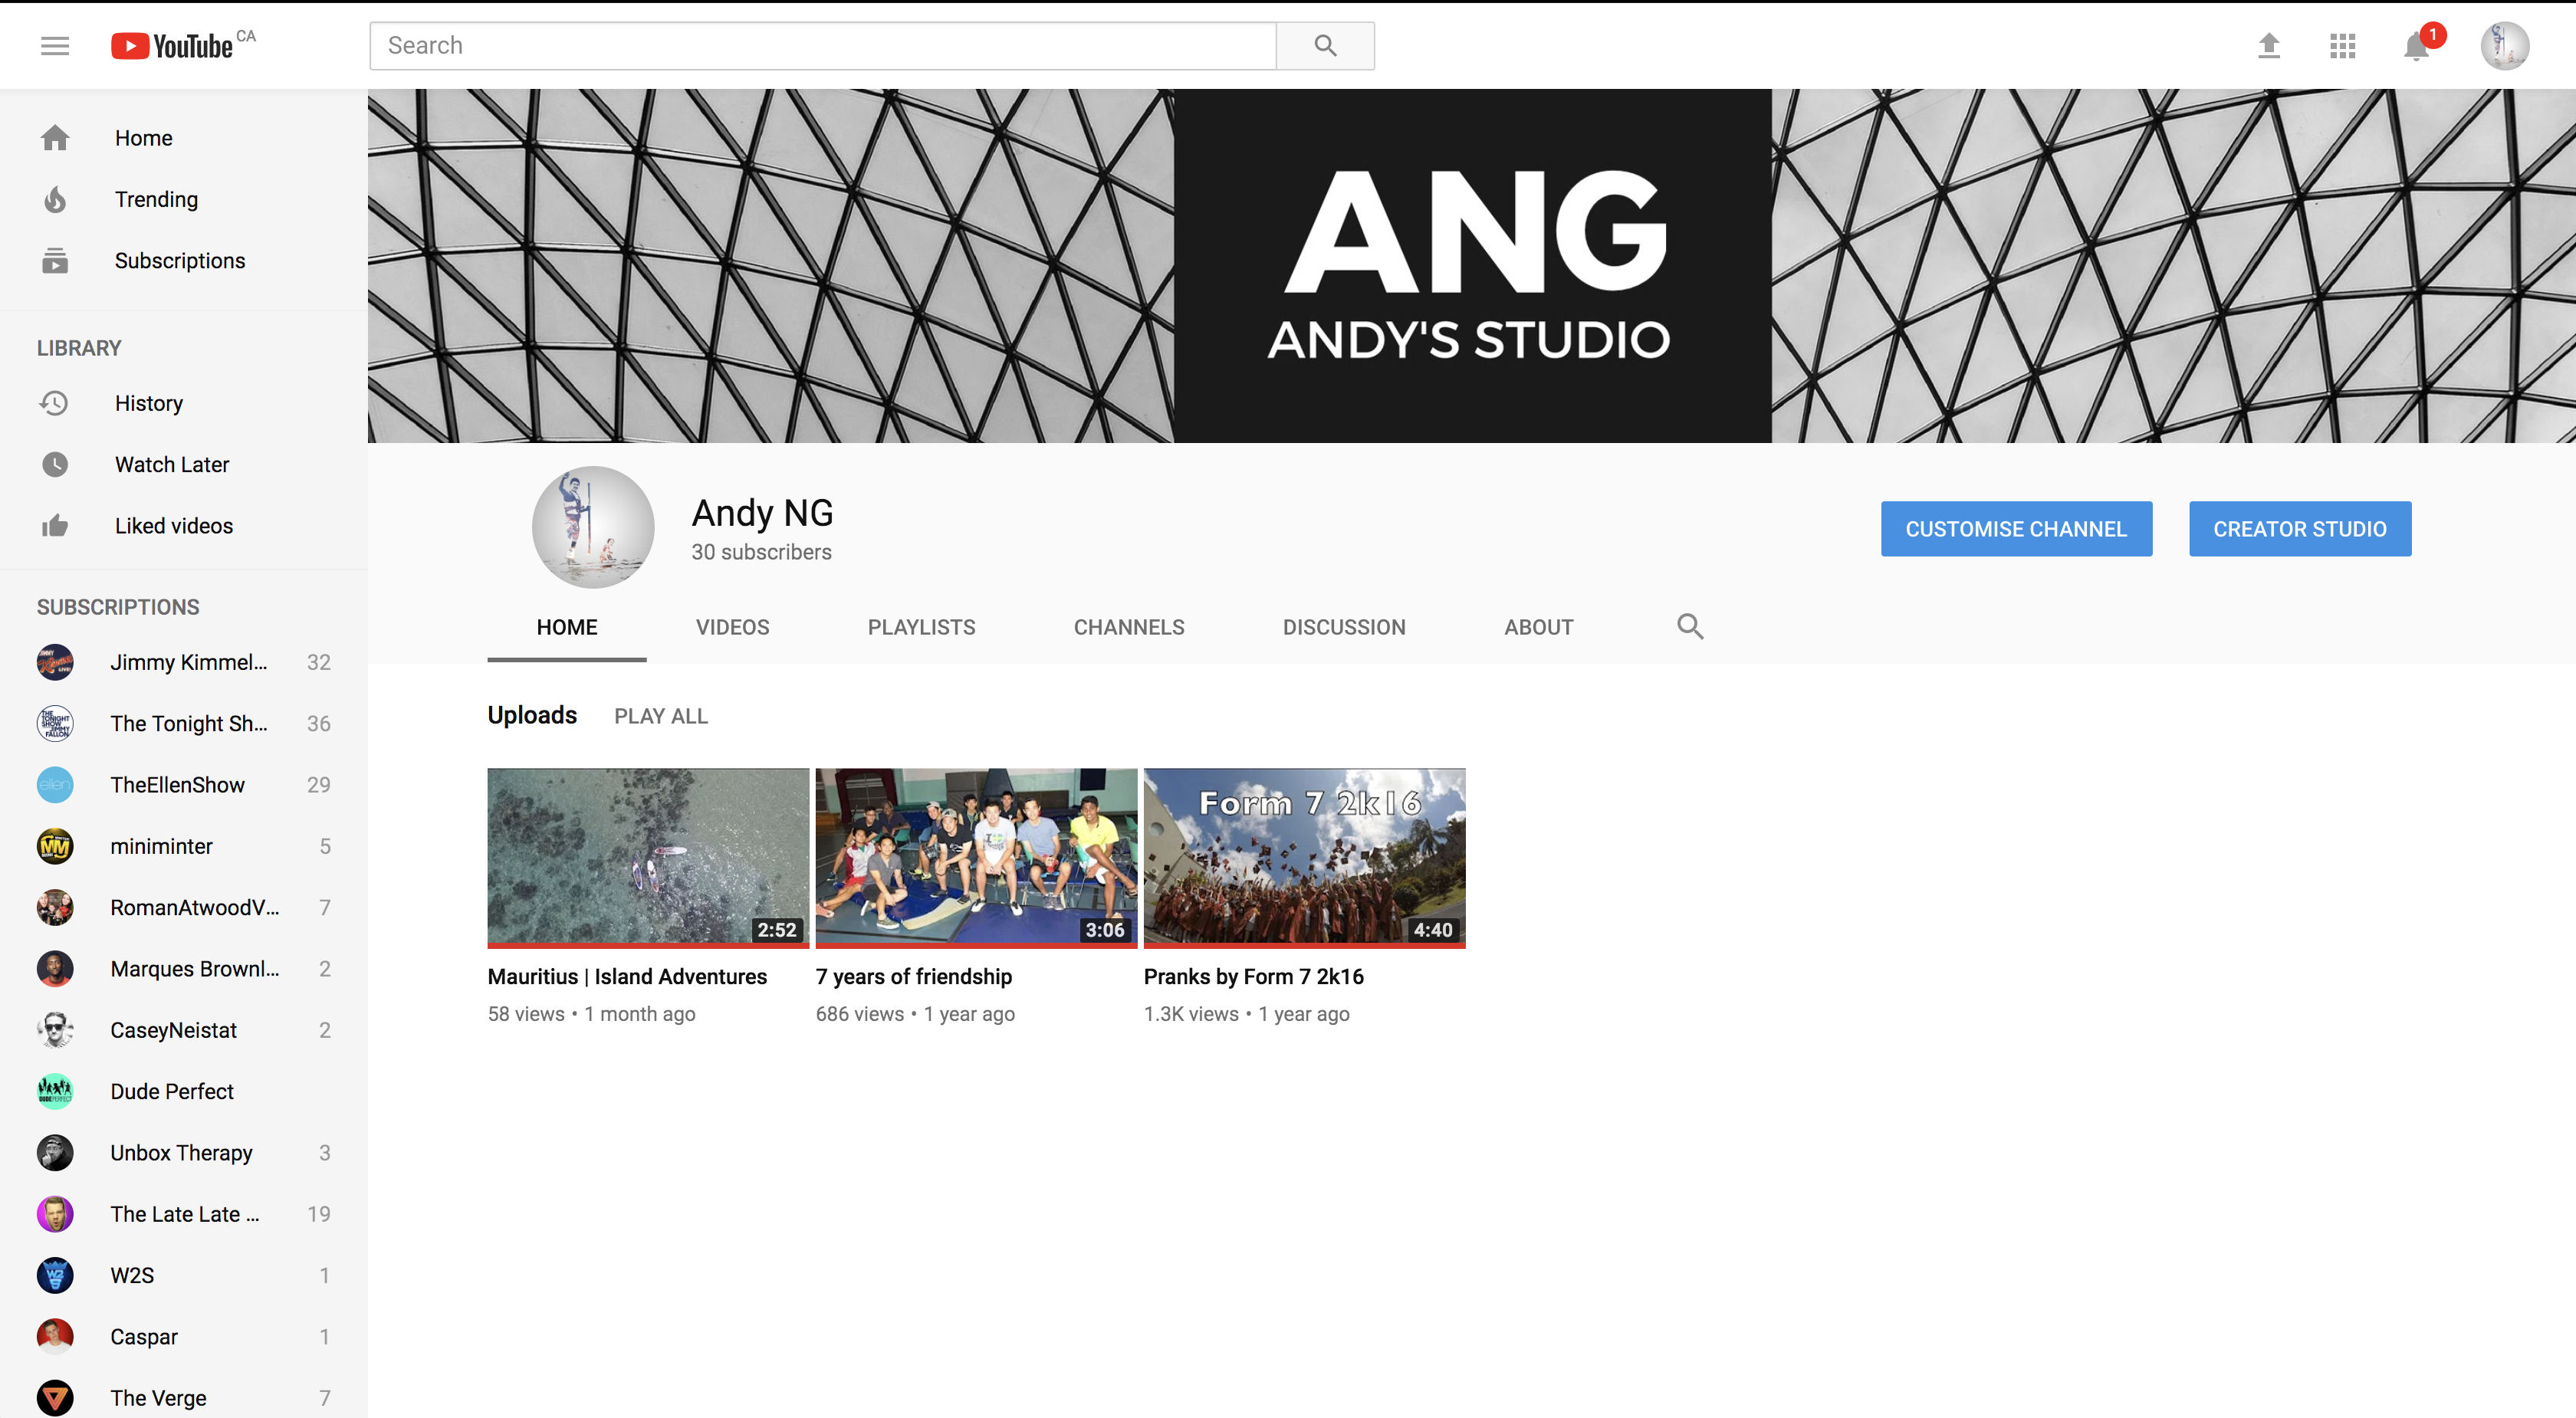 YouTube CA
Search
1
Home
Trending
Subscriptions
LIBRARY
History
Watch Later
Liked videos
SUBSCRIPTIONS
Jimmy Kimmel... 32
The Tonight Sh... 36
TheEllenShow 29
miniminter 5
RomanAtwoodV... 7
Marques Brownl... 2
CaseyNeistat 2
Dude Perfect
Unbox Therapy 3
The Late Late ... 19
W2S 1
Caspar 1
The Verge 7
ANG
ANDY'S STUDIO
Andy NG
30 subscribers
CUSTOMISE CHANNEL
CREATOR STUDIO
HOME VIDEOS PLAYLISTS CHANNELS DISCUSSION ABOUT
Uploads PLAY ALL
2:52
Mauritius | Island Adventures
58 views • 1 month ago
3:06
7 years of friendship
686 views • 1 year ago
Form 7 2k16
4:40
Pranks by Form 7 2k16
1.3K views • 1 year ago